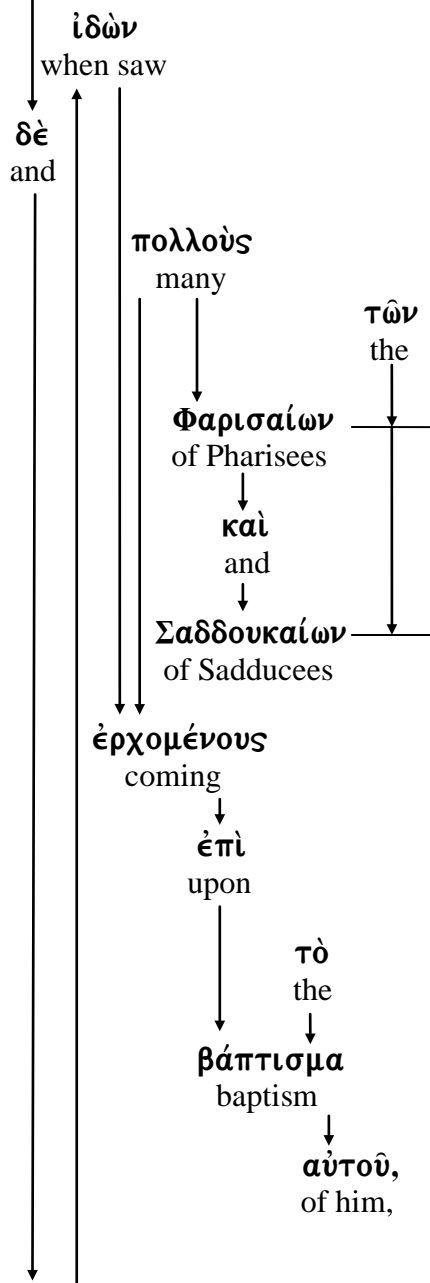 ἰδὼν
when saw
δὲ
and
πολλοὺς
many
τῶν
the
Φαρισαίων
of Pharisees
καὶ
and
Σαδδουκαίων
of Sadducees
ἐρχομένους
coming
ἐπὶ
upon
τὸ
the
βάπτισμα
baptism
αὐτοῦ,
of him,